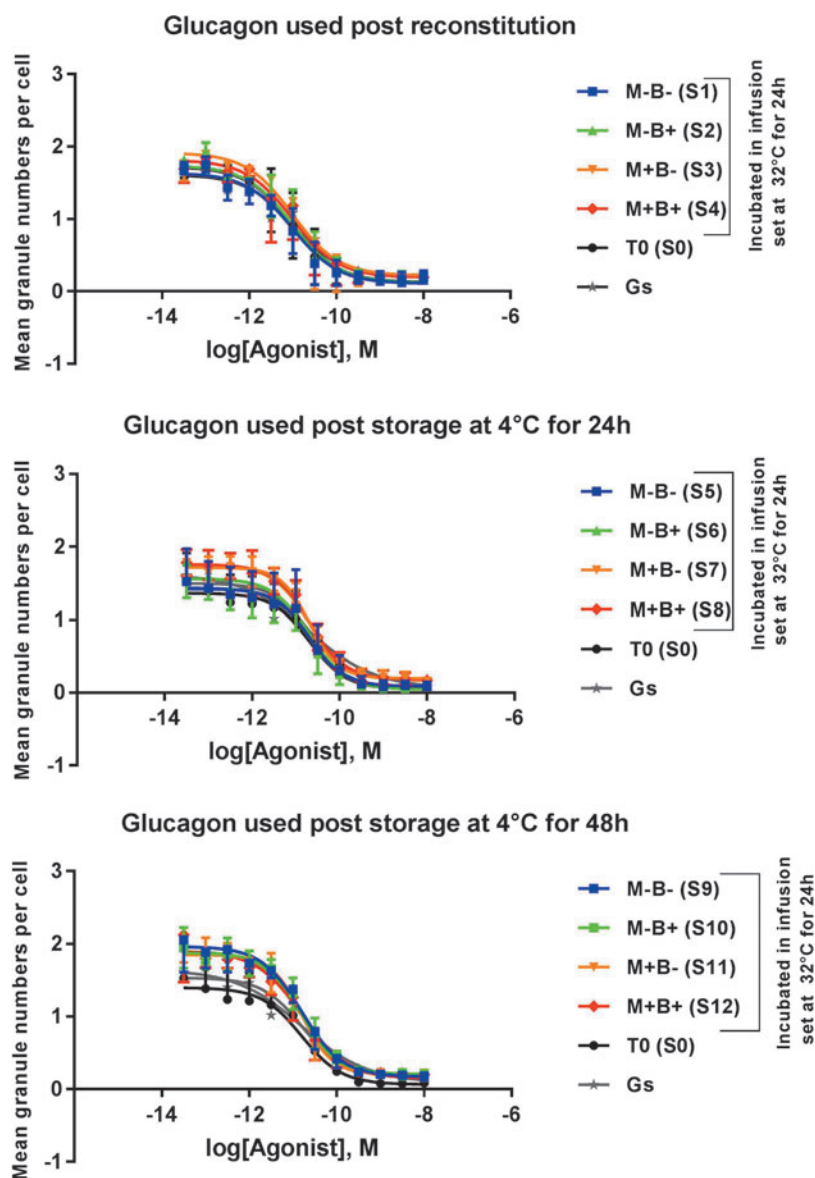 Glucagon used post reconstitution
Mean granule numbers per cell
3
2
1
0
-1
-14
-12
-10
-8
-6
log[Agonist], M
M-B- (S1)
M-B+ (S2)
M+B- (S3)
M+B+ (S4)
T0 (S0)
Gs
Incubated in infusion
set at 32°C for 24h
Glucagon used post storage at 4°C for 24h
Mean granule numbers per cell
3
2
1
0
-1
-14
-12
-10
-8
-6
log[Agonist], M
M-B- (S5)
M-B+ (S6)
M+B- (S7)
M+B+ (S8)
T0 (S0)
Gs
Incubated in infusion
set at 32°C for 24h
Glucagon used post storage at 4°C for 48h
Mean granule numbers per cell
3
2
1
0
-1
-14
-12
-10
-8
-6
log[Agonist], M
M-B- (S9)
M-B+ (S10)
M+B- (S11)
M+B+ (S12)
T0 (S0)
Gs
Incubated in infusion
set at 32°C for 24h